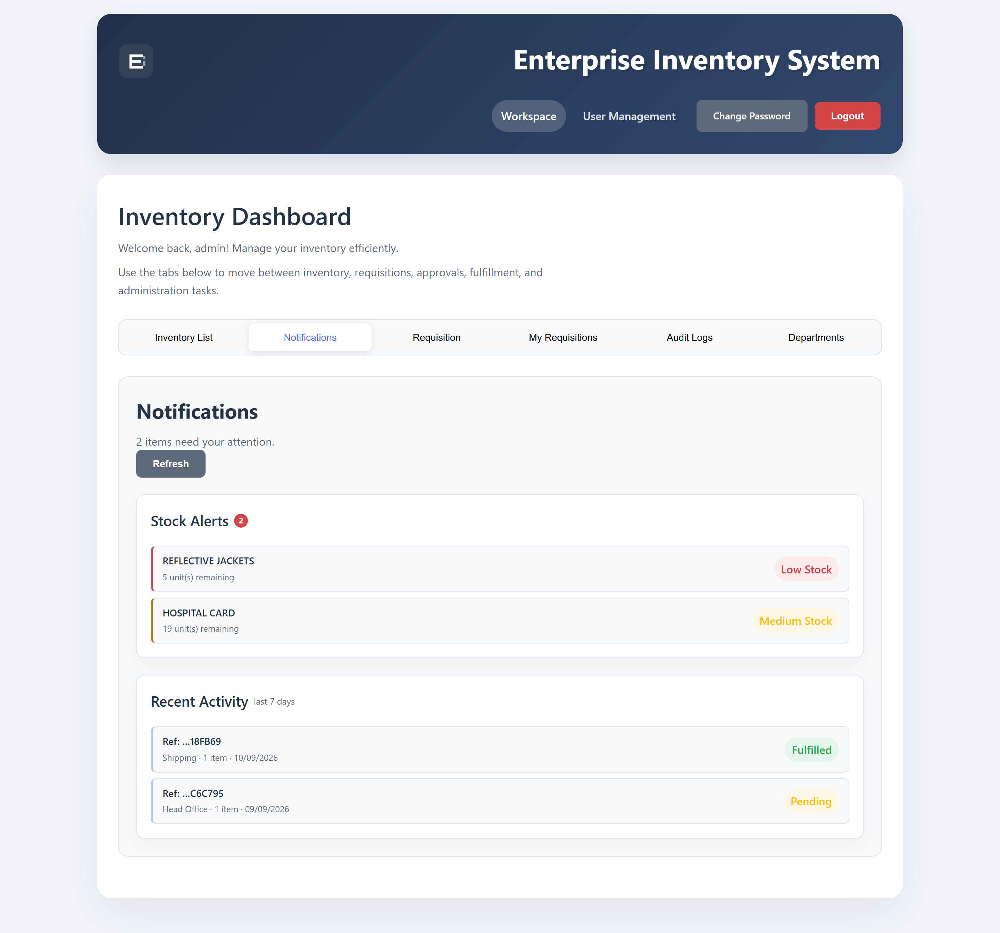 Enterprise Inventory System
Workspace User Management Change Password Logout
Inventory Dashboard
Welcome back, admin! Manage your inventory efficiently.
Use the tabs below to move between inventory, requisitions, approvals, fulfillment, and
administration tasks.
Inventory List Notifications Requisition My Requisitions Audit Logs Departments
Notifications
2 items need your attention.
Refresh
Stock Alerts 2
REFLECTIVE JACKETS
5 unit(s) remaining
Low Stock
HOSPITAL CARD
19 unit(s) remaining
Medium Stock
Recent Activity last 7 days
Ref: ...18FB69
Shipping · 1 item · 10/09/2026
Fulfilled
Ref: ...C6C795
Head Office · 1 item · 09/09/2026
Pending